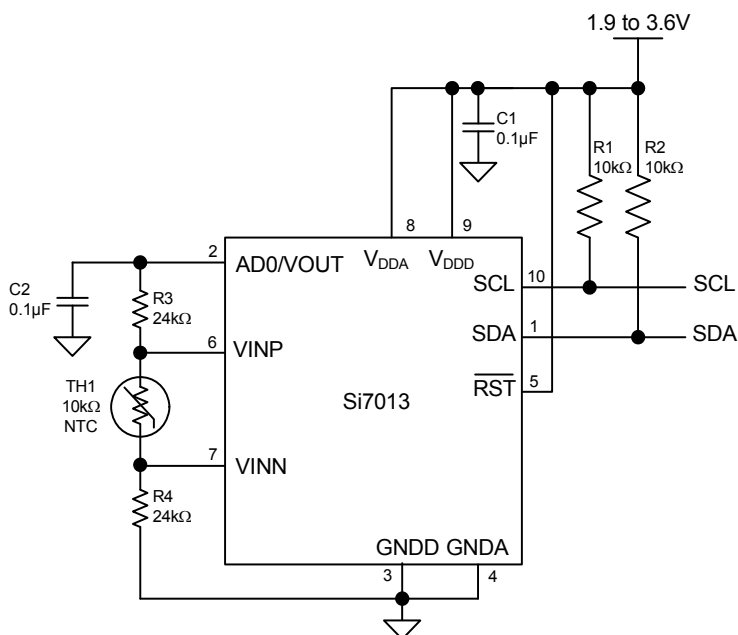 1.9 to 3.6V
C1
0.1µF
R1
10kΩ
R2
10kΩ
8
9
2
AD0/VOUT
VDDA
VDDD
C2
0.1µF
R3
24kΩ
SCL
10
SCL
SDA
1
SDA
6
VINP
RST
5
TH1
10kΩ
NTC
Si7013
7
VINN
R4
24kΩ
GNDD
GNDA
3
4